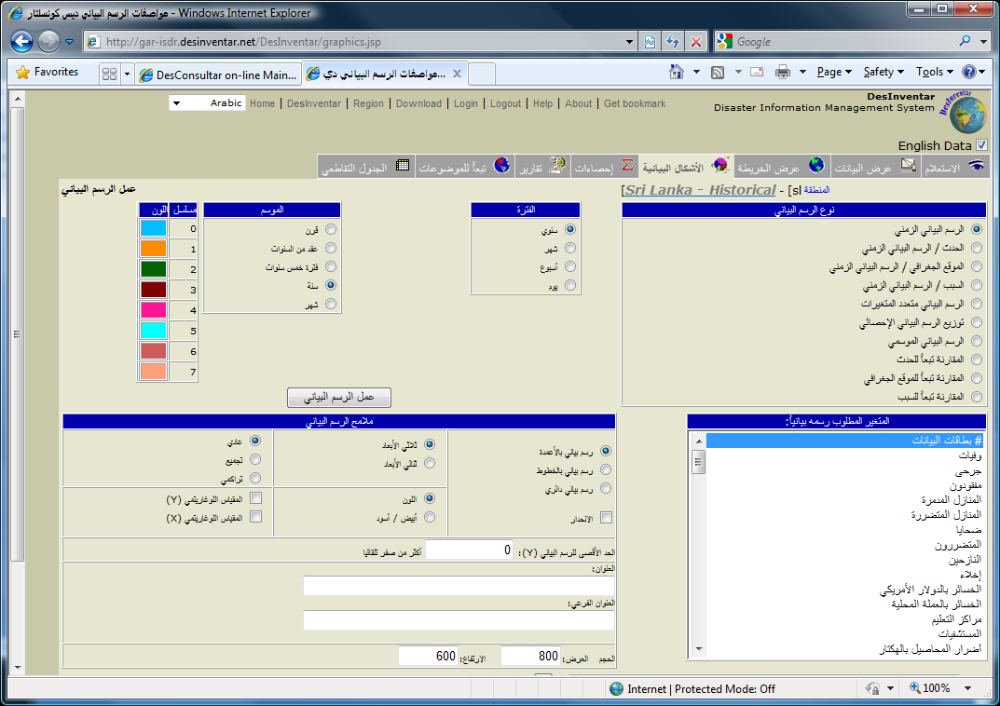 مواصفات الرسم البياني ديس كونسلتار - Windows Internet Explorer
http://gar-isdr.desinventar.net/DesInventar/graphics.jsp
Google
Favorites
DesConsultar on-line Main...
مواصفات الرسم البياني دي...
Page
Safety
Tools
Arabic
Home | DesInventar | Region | Download | Login | Logout | Help | About | Get bookmark
DesInventar
Disaster Information Management System
DesInventar
English Data
الاستعلام
عرض البيانات
عرض الخريطة
الأشكال البيانية
إحصاءات
تقارير
تبعاً للموضوعات
الجدول التقاطعي
المنطقة [Sri Lanka - Historical - [sl
عمل الرسم البياني
نوع الرسم البياني
الرسم البياني الزمني
الحدث / الرسم البياني الزمني
الموقع الجغرافي / الرسم البياني الزمني
السبب / الرسم البياني الزمني
الرسم البياني متعدد المتغيرات
توزيع الرسم البياني الإحصائي
الرسم البياني الموسمي
المقارنة تبعاً للحدث
المقارنة تبعاً للموقع الجغرافي
المقارنة تبعاً للسبب
الفترة
سنوي
شهر
أسبوع
يوم
الموسم
قرن
عقد من السنوات
فترة خمس سنوات
سنة
شهر
مسلسل اللون
0
1
2
3
4
5
6
7
عمل الرسم البياني
المتغير المطلوب رسمه بيانياً:
# بطاقات البيانات
وفيات
جرحى
مفقودون
المنازل المدمرة
المنازل المتضررة
ضحايا
المتضررون
النازحين
إخلاء
الخسائر بالدولار الأمريكي
الخسائر بالعملة المحلية
مراكز التعليم
المستشفيات
أضرار المحاصيل بالهكتار
ملامح الرسم البياني
رسم بياني بالأعمدة
رسم بياني بالخطوط
رسم بياني دائري
الانحدار
ثلاثي الأبعاد
ثنائي الأبعاد
اللون
أبيض / أسود
عادي
تجميع
تراكمي
المقياس اللوغاريتمي (Y)
المقياس اللوغاريتمي (X)
الحد الأقصى للرسم البياني (Y): 0 أكثر من صفر تلقائيا
العنوان:
العنوان الفرعي:
الحجم العرض: 800 الارتفاع: 600
Internet | Protected Mode: Off
100%